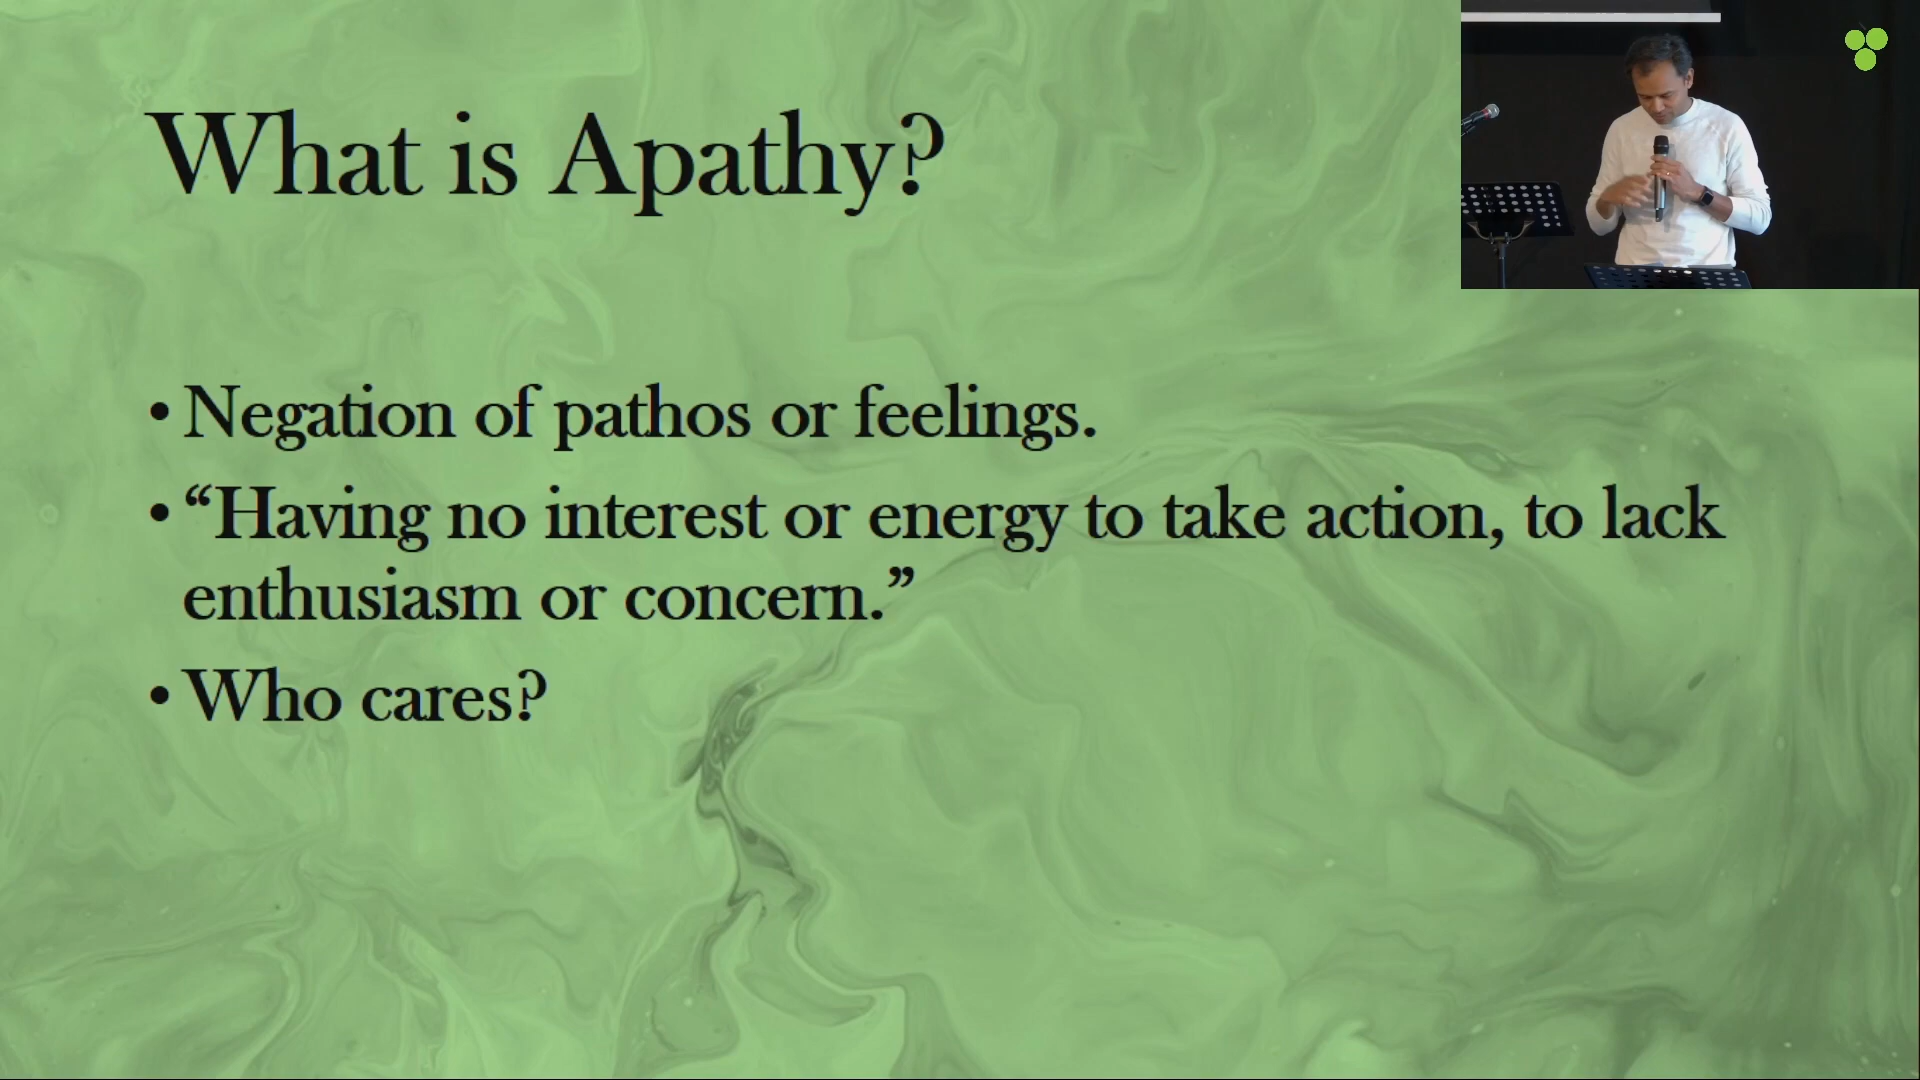 What is Apathy?
• Negation of pathos or feelings.
• “Having no interest or energy to take action, to lack
enthusiasm or concern.”
• Who cares?